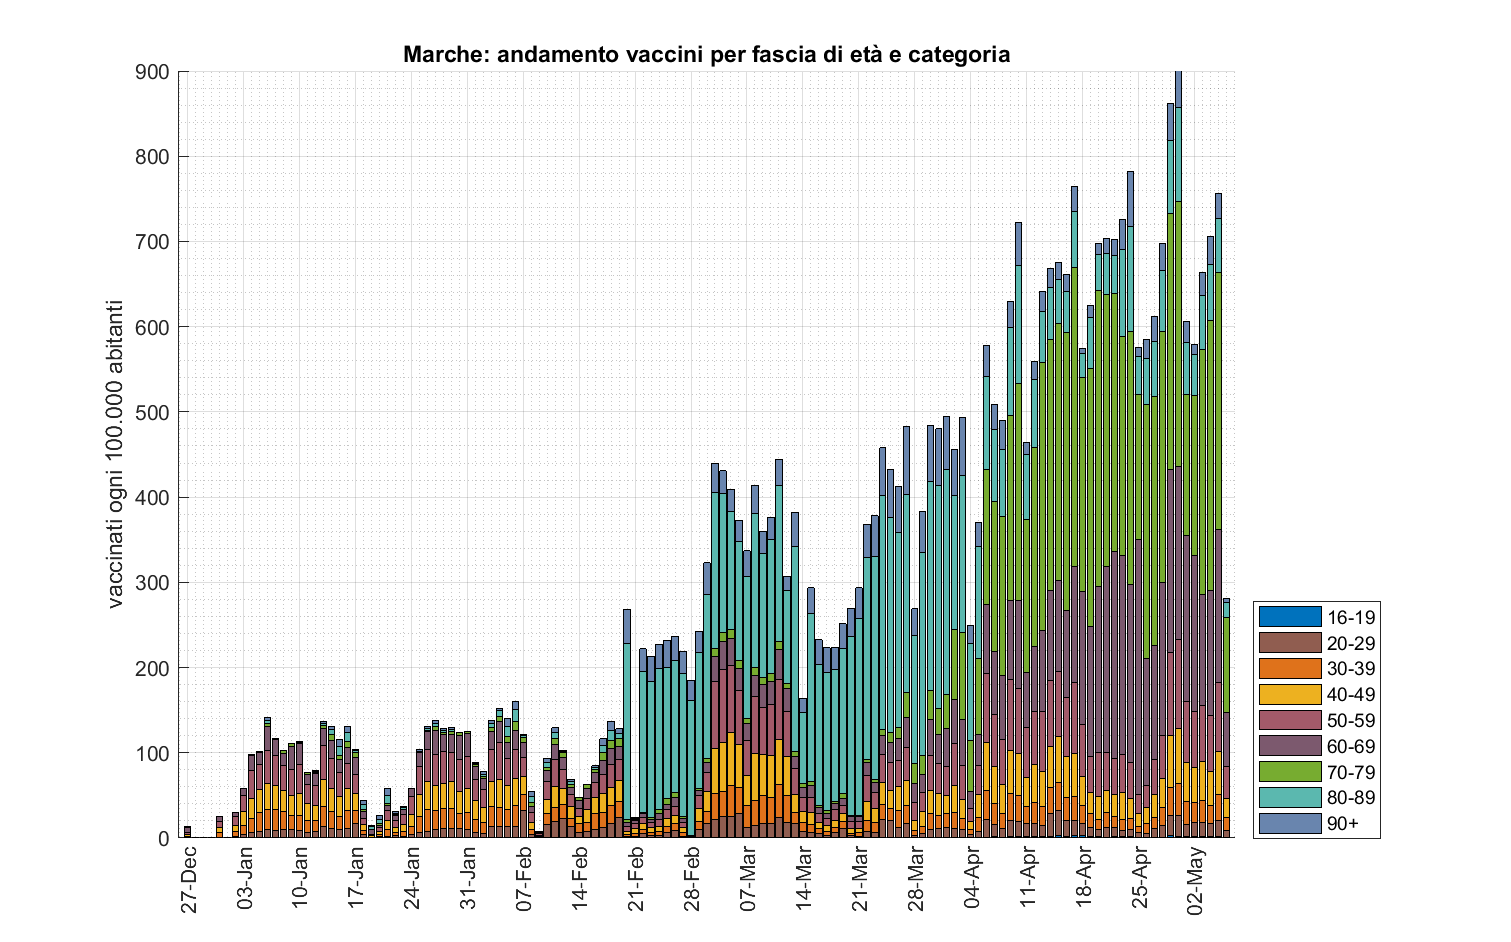 Marche: andamento vaccini per fascia di età e categoria
vaccinati ogni 100.000 abitanti
900
800
700
600
500
400
300
200
100
0
27-Dec
03-Jan
10-Jan
17-Jan
24-Jan
31-Jan
07-Feb
14-Feb
21-Feb
28-Feb
07-Mar
14-Mar
21-Mar
28-Mar
04-Apr
11-Apr
18-Apr
25-Apr
02-May
16-19
20-29
30-39
40-49
50-59
60-69
70-79
80-89
90+